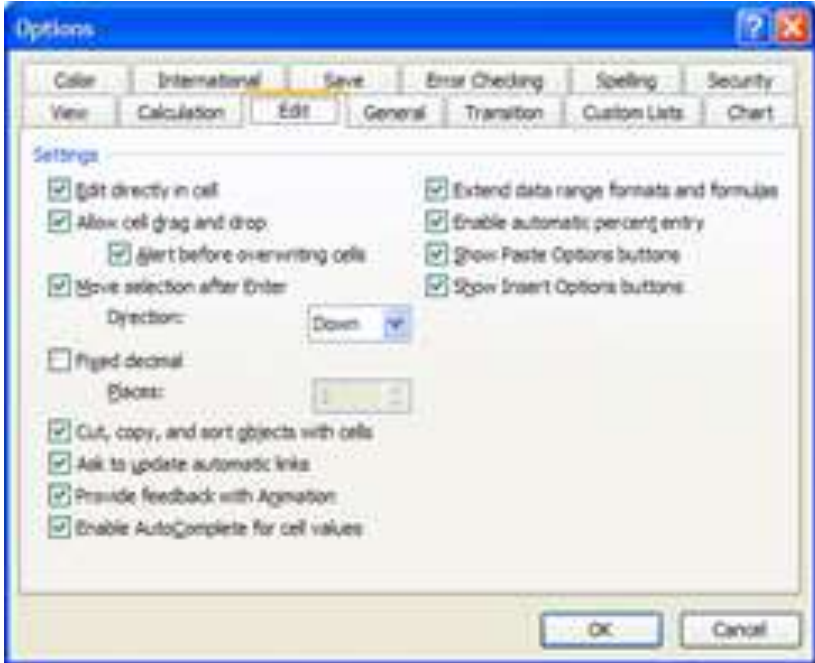 Options
Color International Save Error Checking Spelling Security
View Calculation Edit General Transition Custom Lists Chart
Settings
Edit directly in cell
Allow cell drag and drop
Alert before overwriting cells
Move selection after Enter
Direction: Down
Fixed decimal
Places:
Cut, copy, and sort objects with cells
Ask to update automatic links
Provide feedback with Animation
Enable AutoComplete for cell values
Extend data range formats and formulas
Enable automatic percent entry
Show Paste Options buttons
Show Insert Options buttons
OK Cancel